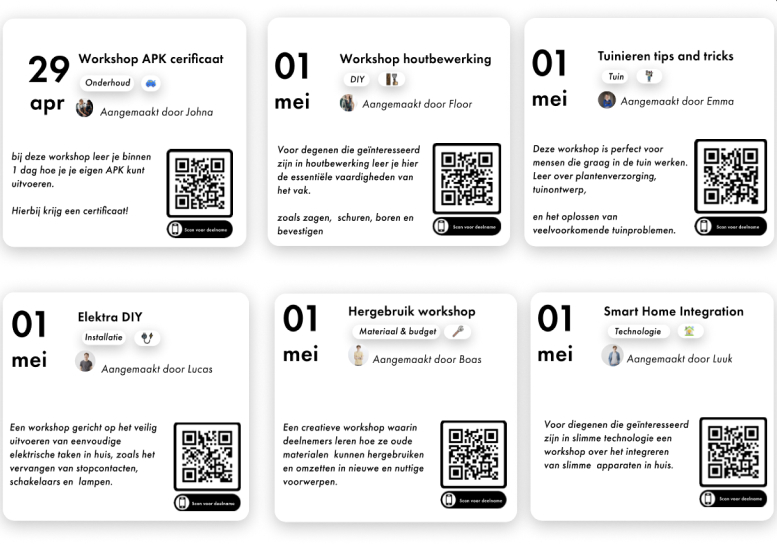 29
apr
Workshop APK cerificaat
Onderhoud
Aangemaakt door Johna
bij deze workshop leer je binnen
1 dag hoe je je eigen APK kunt
uitvoeren.
Hierbij krijg een certificaat!
Scan voor deelname
01
mei
Workshop houtbewerking
DIY
Aangemaakt door Floor
Voor degenen die geïnteresseerd
zijn in houtbewerking leer je hier
de essentiële vaardigheden van
het vak.
zoals zagen, schuren, boren en
bevestigen
Scan voor deelname
01
mei
Tuinieren tips and tricks
Tuin
Aangemaakt door Emma
Deze workshop is perfect voor
mensen die graag in de tuin werken.
Leer over plantenverzorging,
tuinontwerp,
en het oplossen van
veelvoorkomende tuinproblemen.
Scan voor deelname
01
mei
Elektra DIY
Installatie
Aangemaakt door Lucas
Een workshop gericht op het veilig
uitvoeren van eenvoudige
elektrische taken in huis, zoals het
vervangen van stopcontacten,
schakelaars en lampen.
Scan voor deelname
01
mei
Hergebruik workshop
Materiaal & budget
Aangemaakt door Boas
Een creatieve workshop waarin
deelnemers leren hoe ze oude
materialen kunnen hergebruiken
en omzetten in nieuwe en nuttige
voorwerpen.
Scan voor deelname
01
mei
Smart Home Integration
Technologie
Aangemaakt door Luuk
Voor diegenen die geïnteresseerd
zijn in slimme technologie een
workshop over het integreren
van slimme apparaten in huis.
Scan voor deelname